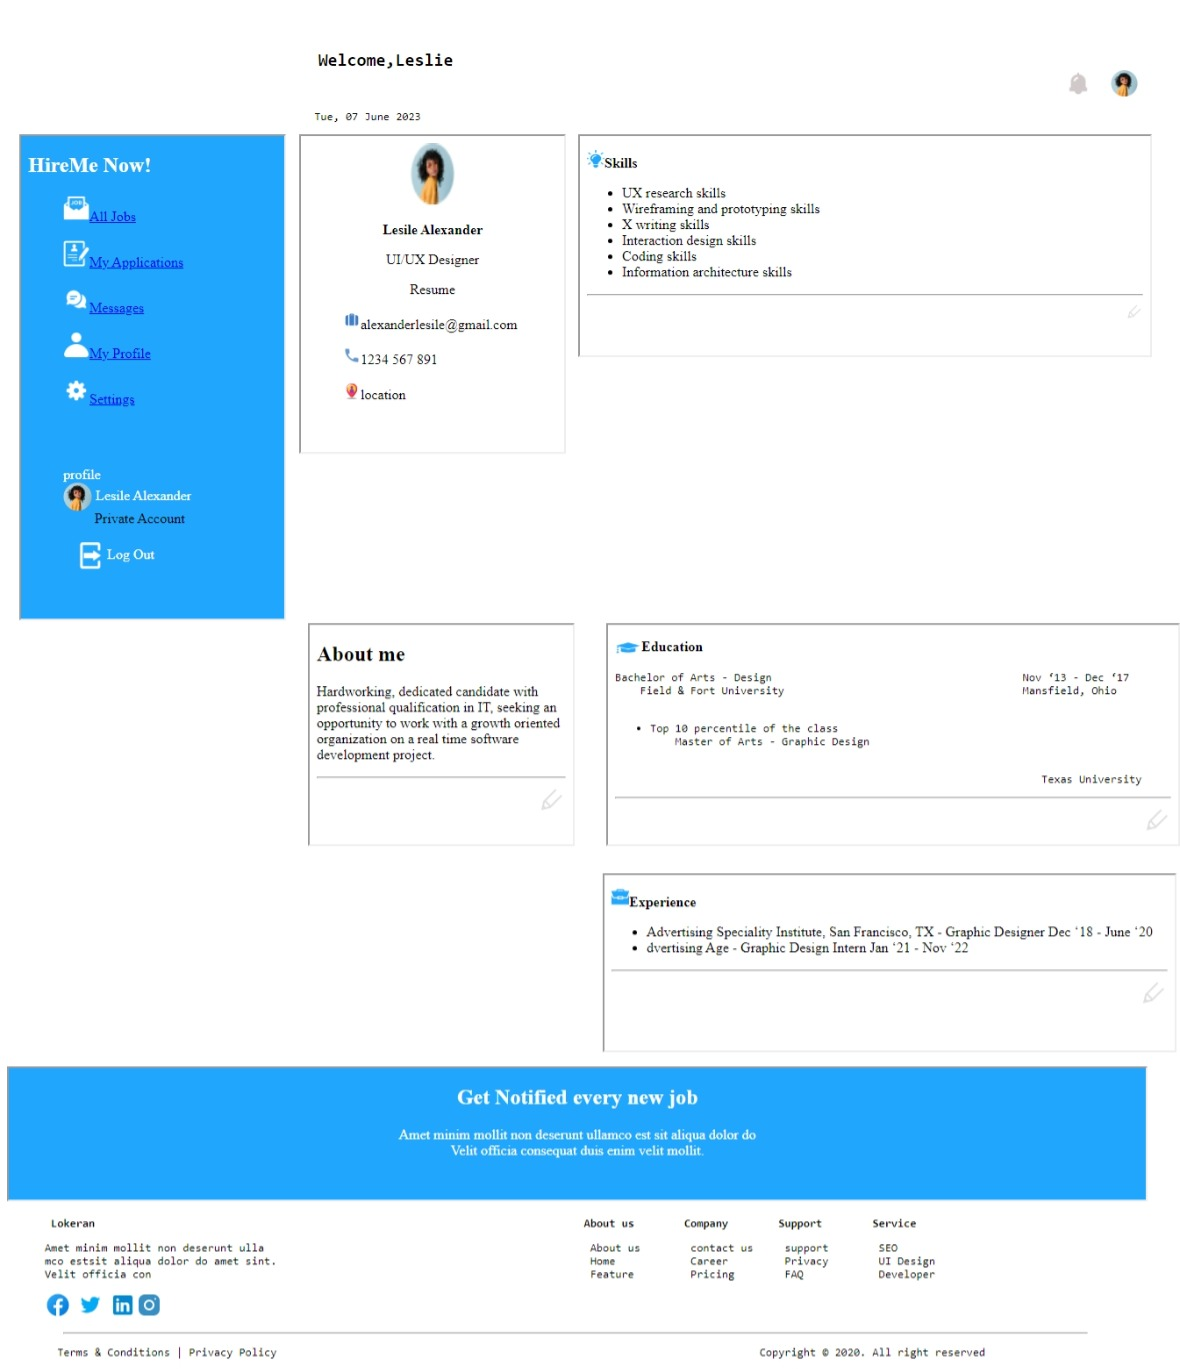 Welcome,Leslie
Tue, 07 June 2023
HireMe Now!
JOB
All Jobs
My Applications
Messages
My Profile
Settings
profile
Lesile Alexander
Private Account
Log Out
Lesile Alexander
UI/UX Designer
Resume
alexanderlesile@gmail.com
1234 567 891
location
Skills
• UX research skills
• Wireframing and prototyping skills
• X writing skills
• Interaction design skills
• Coding skills
• Information architecture skills
About me
Hardworking, dedicated candidate with
professional qualification in IT, seeking an
opportunity to work with a growth oriented
organization on a real time software
development project.
Education
Bachelor of Arts - Design Nov ‘13 - Dec ‘17
Field & Fort University Mansfield, Ohio
• Top 10 percentile of the class
Master of Arts - Graphic Design
Texas University
Experience
• Advertising Speciality Institute, San Francisco, TX - Graphic Designer Dec ‘18 - June ‘20
• dvertising Age - Graphic Design Intern Jan ‘21 - Nov ‘22
Get Notified every new job
Amet minim mollit non deserunt ullamco est sit aliqua dolor do
Velit officia consequat duis enim velit mollit.
Lokeran
Amet minim mollit non deserunt ulla
mco estsit aliqua dolor do amet sint.
Velit officia con
About us Company Support Service
About us contact us support SEO
Home Career Privacy UI Design
Feature Pricing FAQ Developer
Terms & Conditions | Privacy Policy
Copyright © 2020. All right reserved